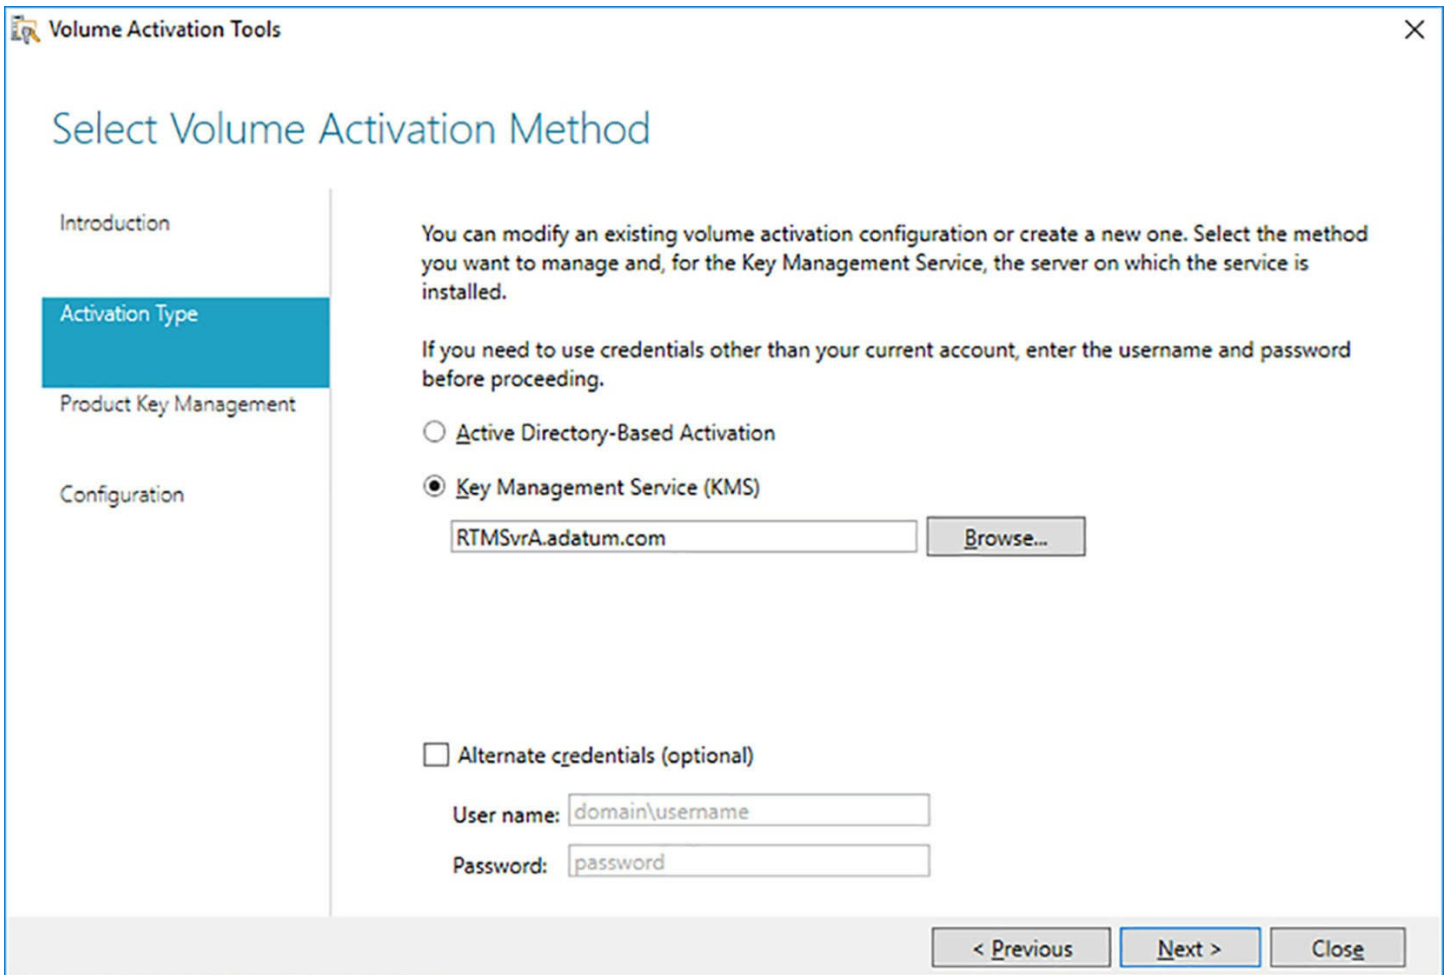 Volume Activation Tools
Select Volume Activation Method
Introduction
Activation Type
Product Key Management
Configuration
You can modify an existing volume activation configuration or create a new one. Select the method
you want to manage and, for the Key Management Service, the server on which the service is
installed.
If you need to use credentials other than your current account, enter the username and password
before proceeding.
Active Directory-Based Activation
Key Management Service (KMS)
RTMSvrA.adatum.com
Browse...
Alternate credentials (optional)
User name: domain\username
Password: password
< Previous
Next >
Close